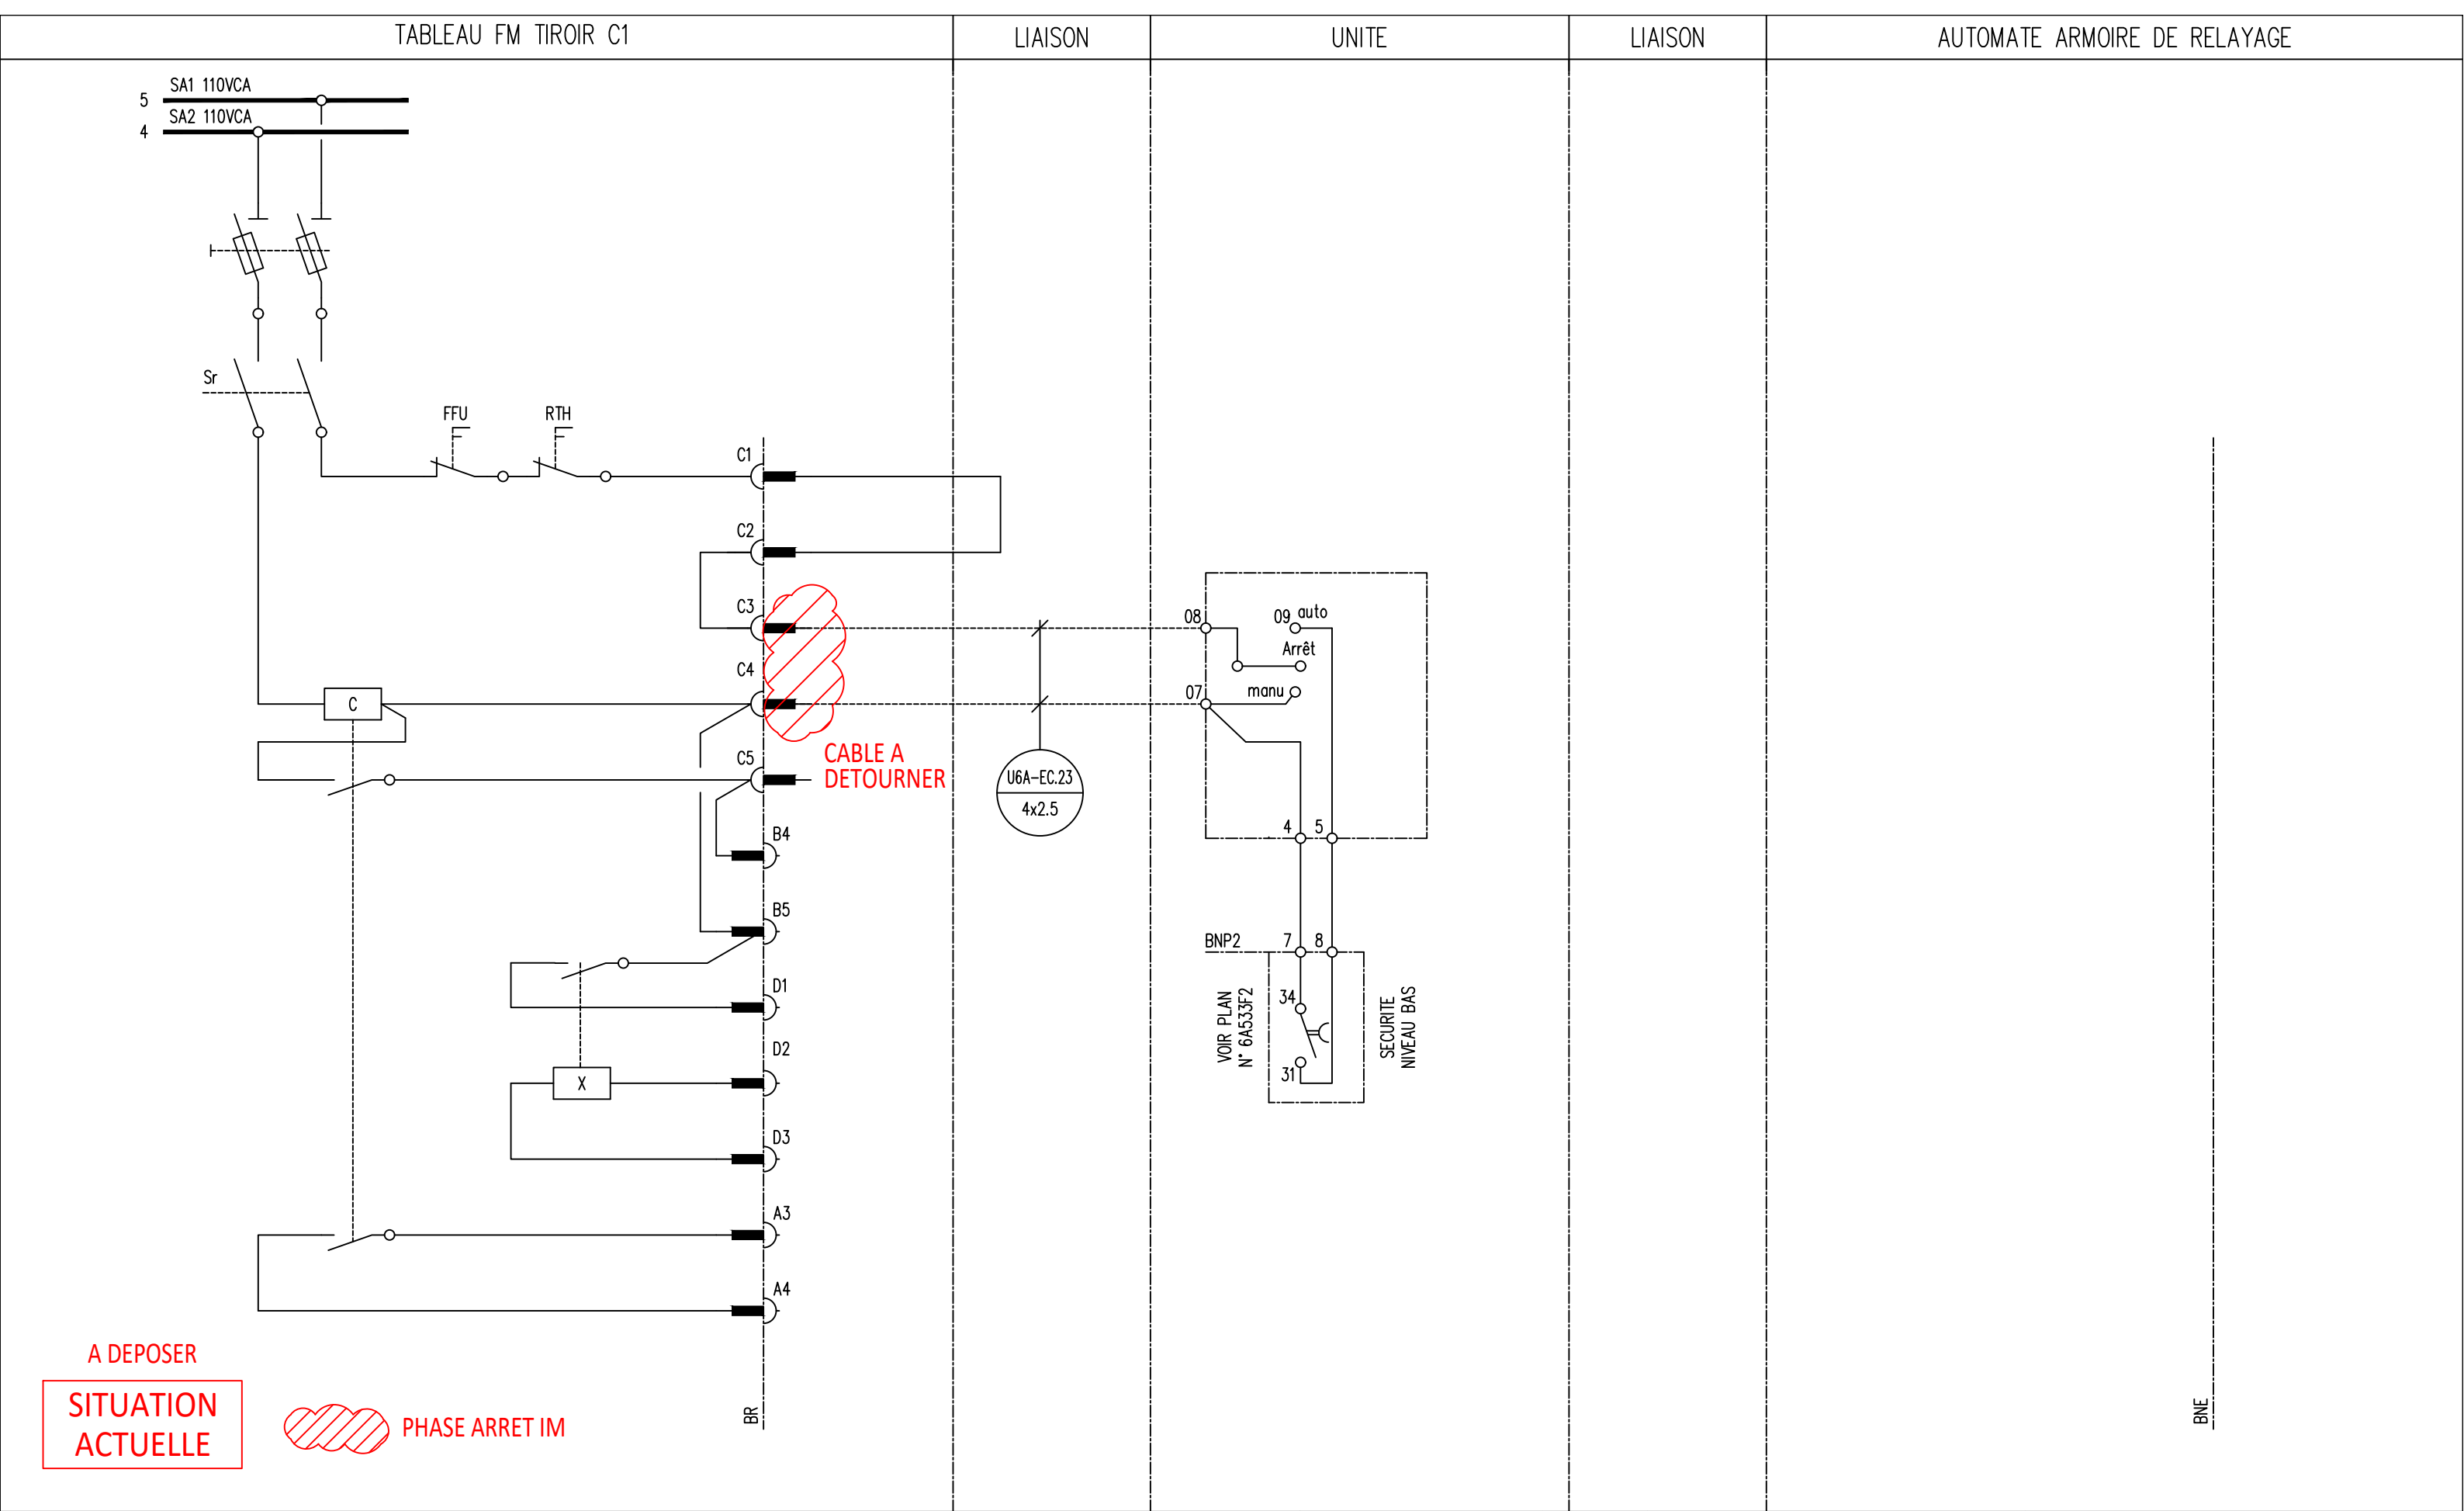 TABLEAU FM TIROIR C1
LIAISON
UNITE
LIAISON
AUTOMATE ARMOIRE DE RELAYAGE
SA1 110VCA
5
SA2 110VCA
4
Sr
FFU
RTH
C1
C2
C3
C4
C5
B4
B5
D1
D2
D3
A3
A4
C
X
BR
CABLE A
DETOURNER
U6A-EC.23
4x2.5
08
09 auto
Arrêt
manu
07
4
5
BNP2
7
8
34
31
VOIR PLAN
N° 6A533F2
SECURITE
NIVEAU BAS
BNE
A DEPOSER
SITUATION
ACTUELLE
PHASE ARRET IM